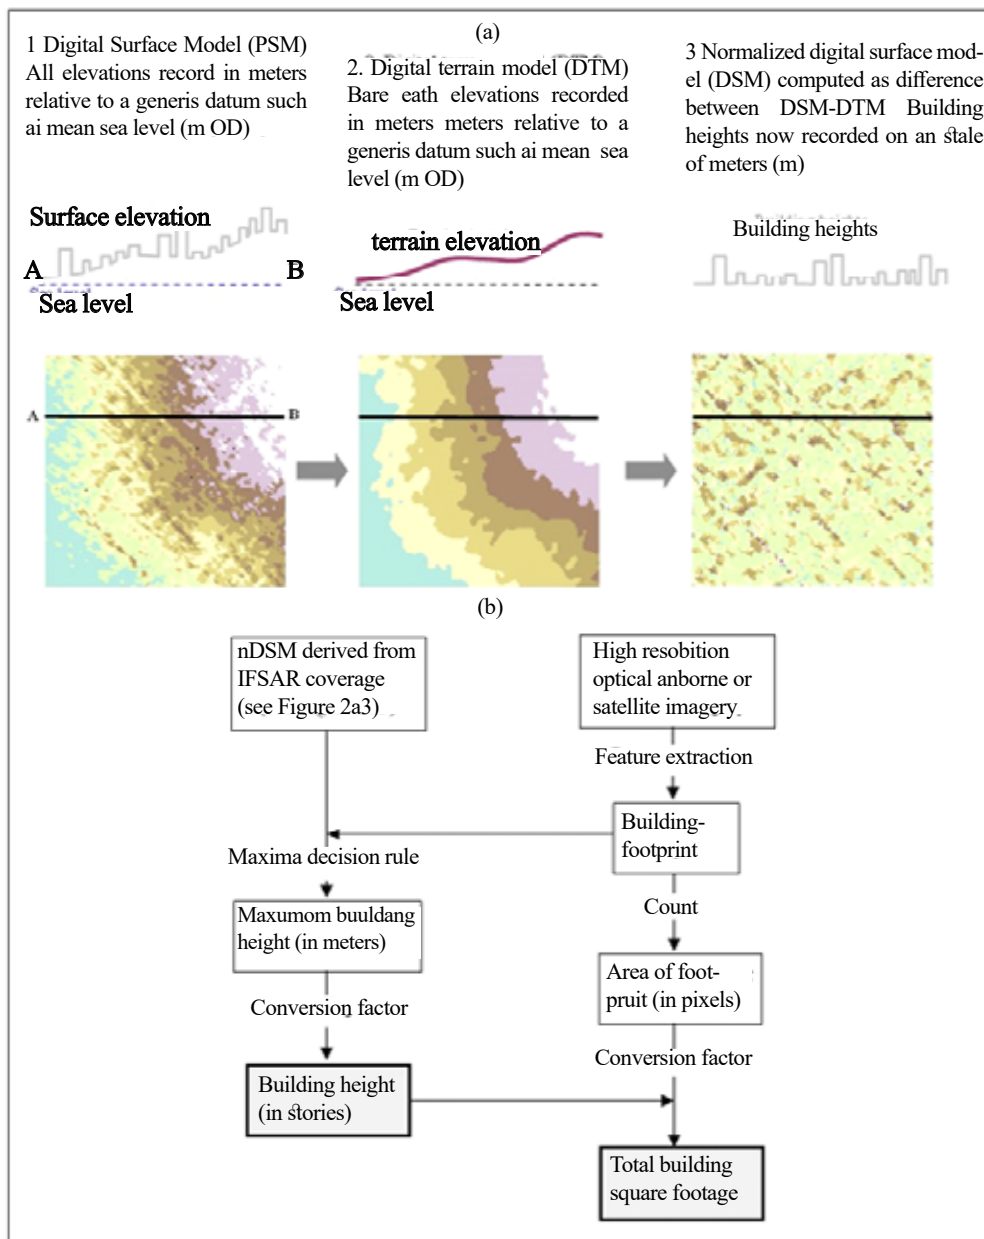 (a)
1 Digital Surface Model (PSM)
All elevations record in meters
relative to a generis datum such
ai mean sea level (m OD)
2. Digital terrain model (DTM)
Bare eath elevations recorded
in meters meters relative to a
generis datum such ai mean sea
level (m OD)
3 Normalized digital surface mod-
el (DSM) computed as difference
between DSM-DTM Building
heights now recorded on an stale
of meters (m)
Surface elevation
A
Sea level
terrain elevation
B
Sea level
Building heights
A
B
(b)
nDSM derived from
IFSAR coverage
(see Figure 2a3)
High resobition
optical anborne or
satellite imagery
Feature extraction
Building-
footprint
Maxima decision rule
Count
Maxumom buuldang
height (in meters)
Area of foot-
pruit (in pixels)
Conversion factor
Conversion factor
Building height
(in stories)
Total building
square footage